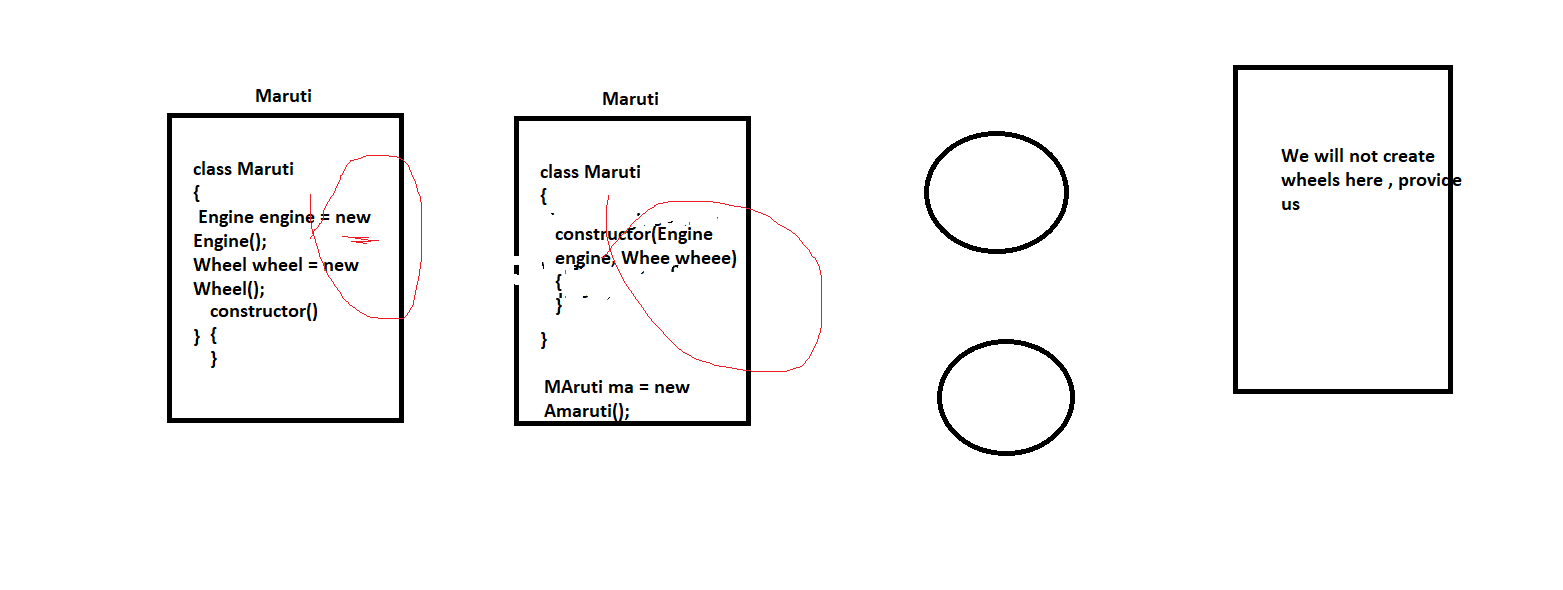 Maruti
class Maruti
{
Engine engine = new
Engine();
Wheel wheel = new
Wheel();
constructor()
} {
}
Maruti
class Maruti
{
constructor(Engine
engine, Whee wheee)
{
}
}
MAruti ma = new
Amaruti();
We will not create
wheels here , provide
us